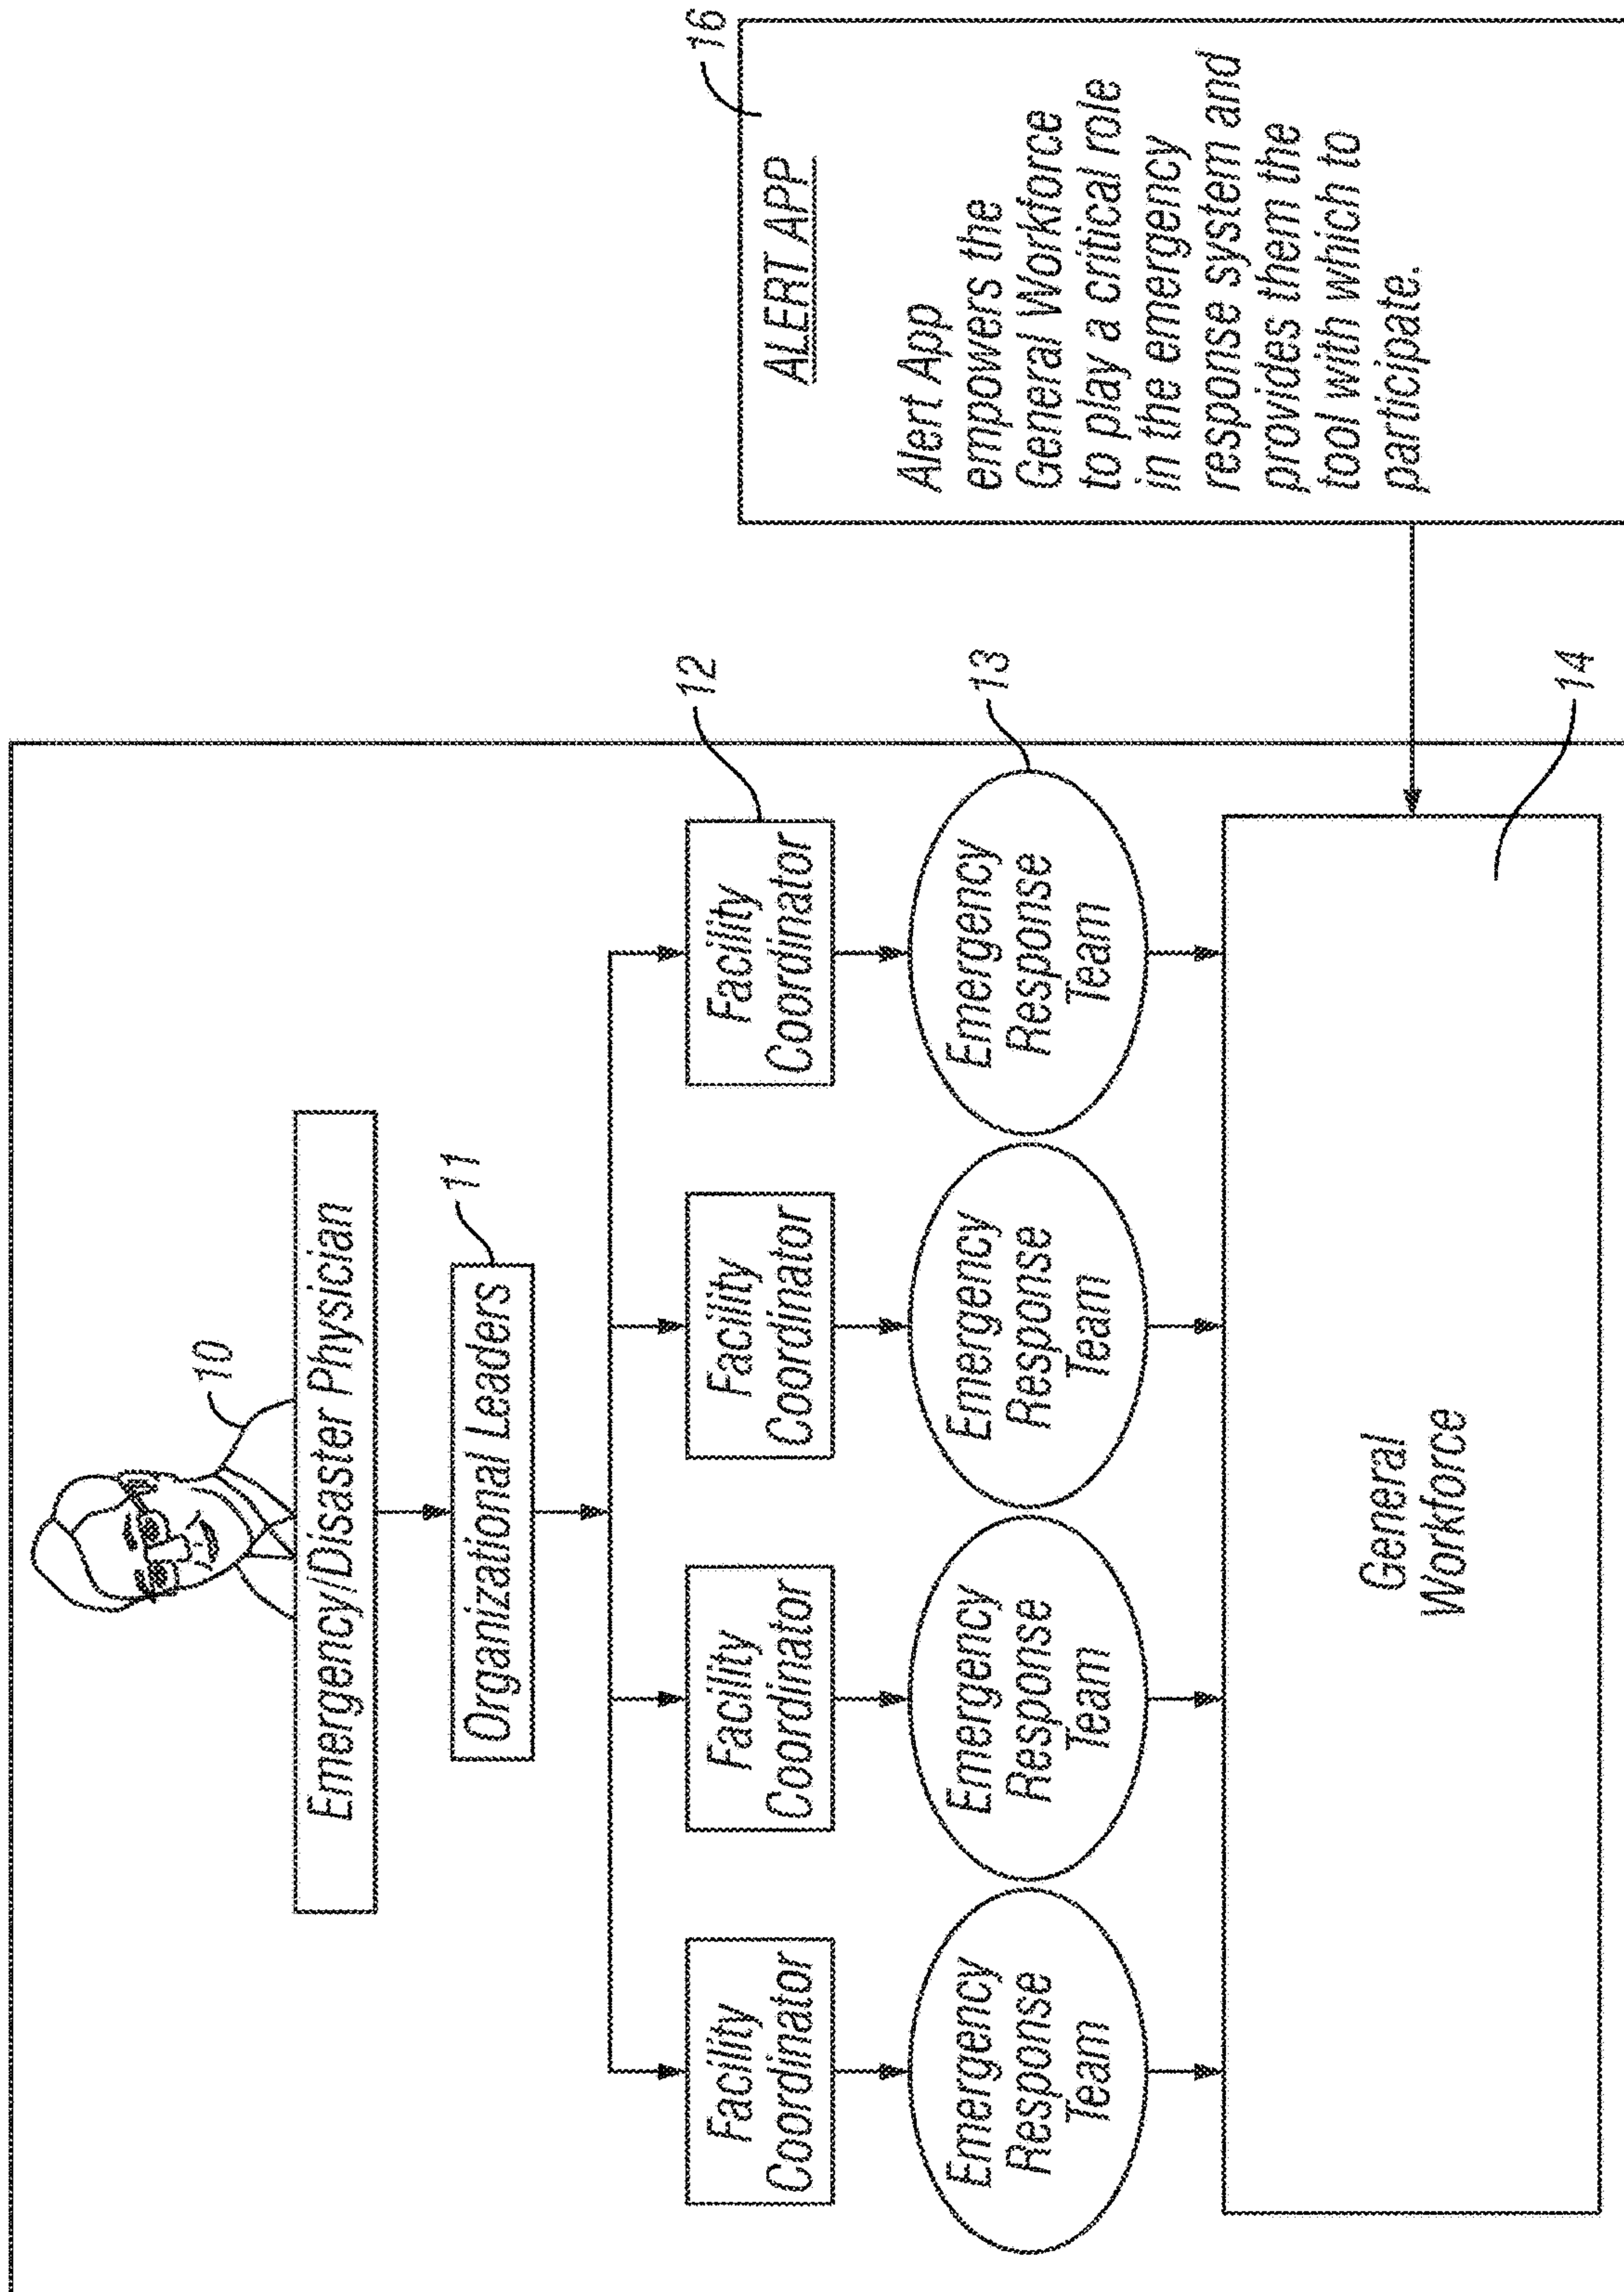 10
Emergency/Disaster Physician
11
Organizational Leaders
12
Facility
Coordinator
Facility
Coordinator
Facility
Coordinator
Facility
Coordinator
13
Emergency
Response
Team
Emergency
Response
Team
Emergency
Response
Team
Emergency
Response
Team
14
General
Workforce
16
ALERT APP
Alert App
empowers the
General Workforce
to play a critical role
in the emergency
response system and
provides them the
tool with which to
participate.